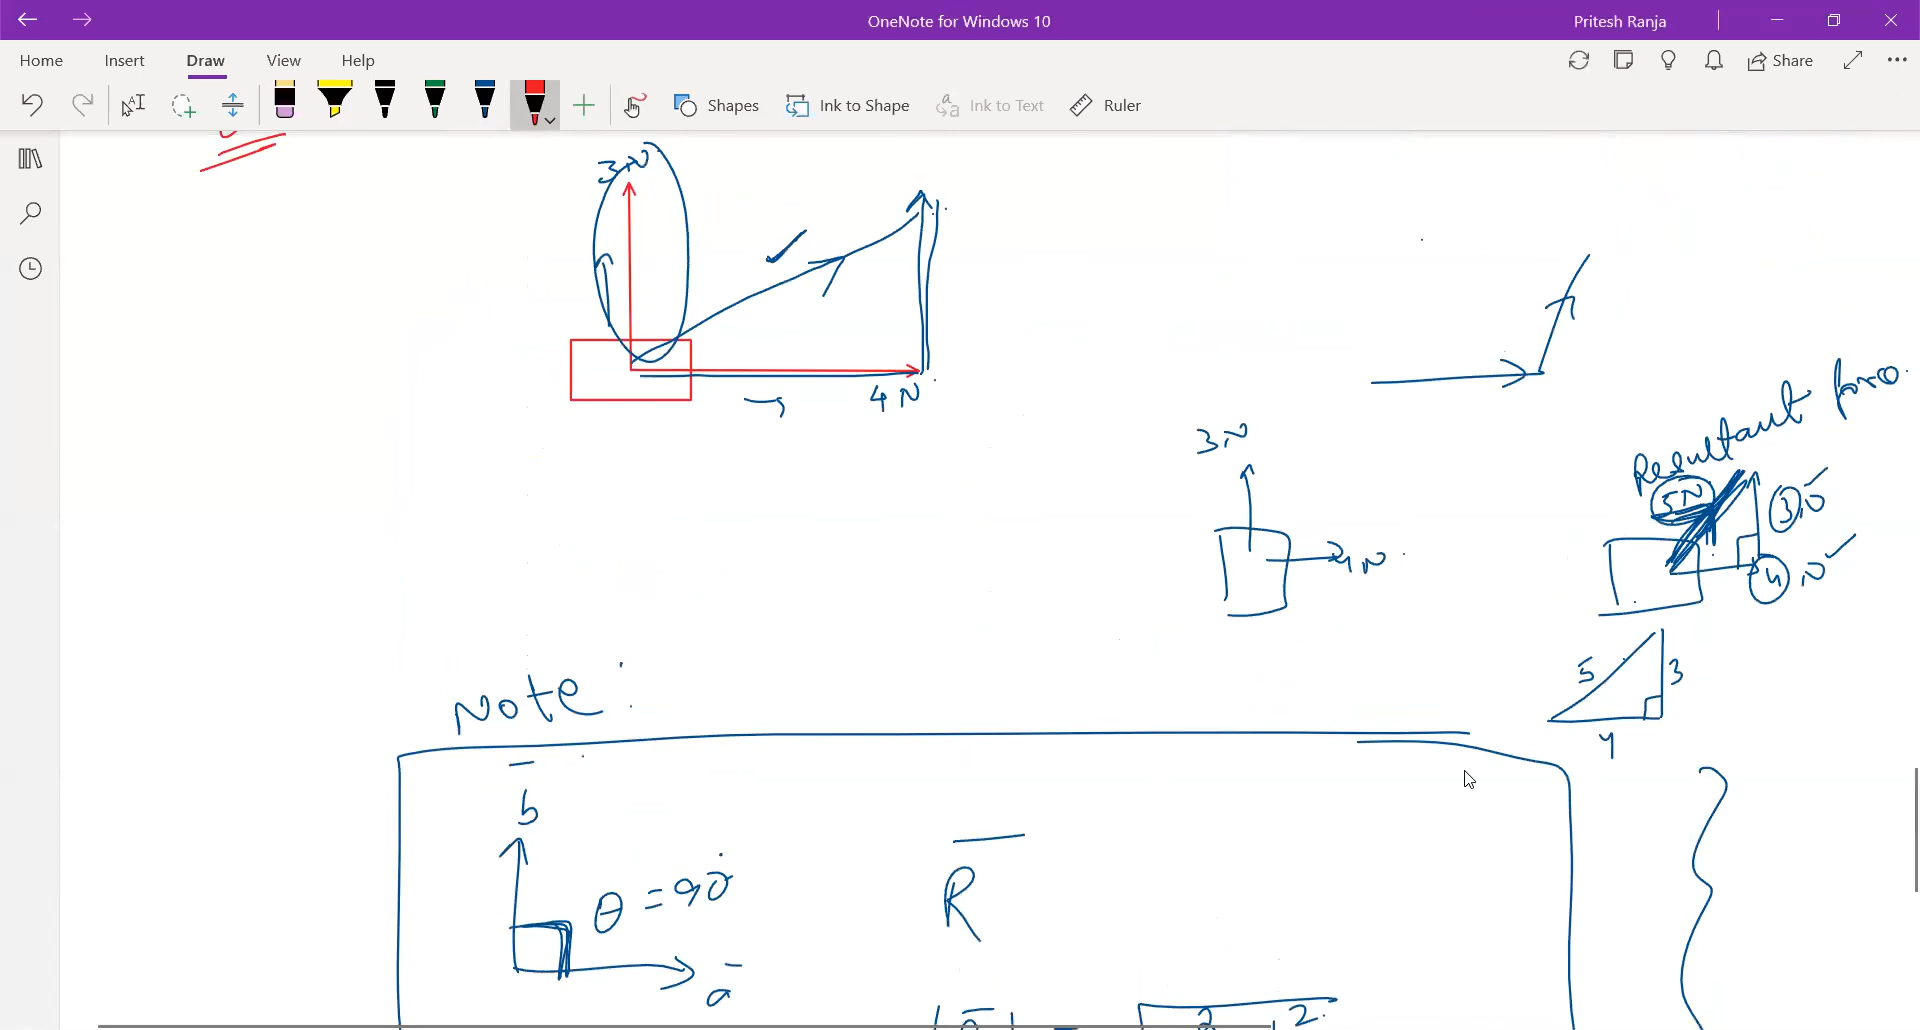 OneNote for Windows 10
Pritesh Ranja
Home Insert Draw View Help
Share
Shapes Ink to Shape Ink to Text Ruler
3N
4N
3N
4N
Resultant force
5N
3N
4N
5
3
4
Note :
b
θ = 90°
a
R